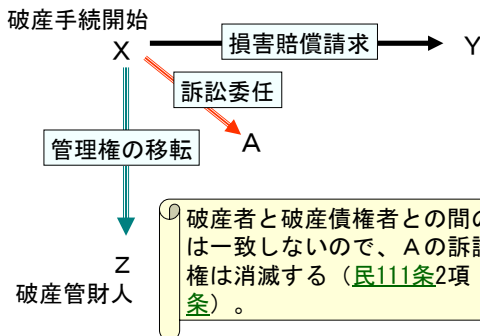 破産手続開始
X
損害賠償請求
Y
訴訟委任
A
管理権の移転
Z
破産管財人
破産者と破産債権者との間の
は一致しないので、Aの訴訟
権は消滅する(民111条2項
条)。